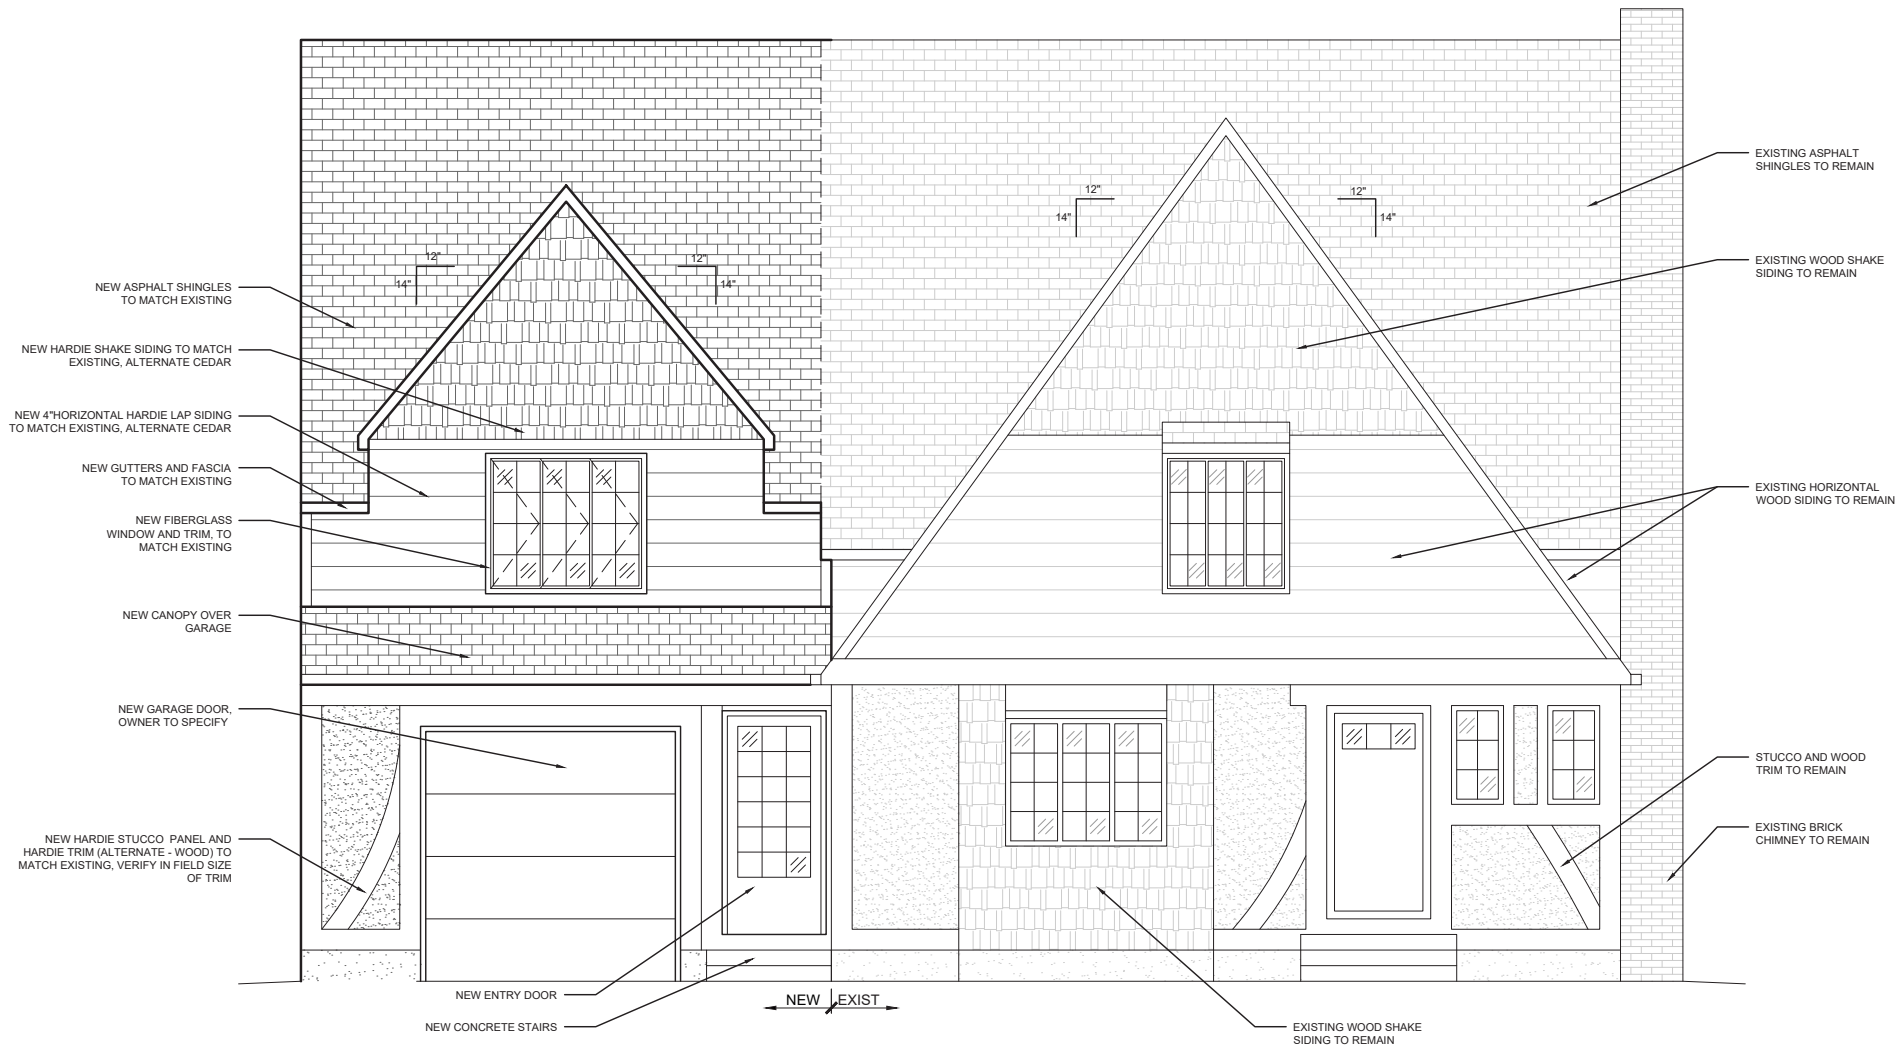 12"
14"
12"
14"
12"
14"
12"
14"
NEW ASPHALT SHINGLES
TO MATCH EXISTING
NEW HARDIE SHAKE SIDING TO MATCH
EXISTING, ALTERNATE CEDAR
NEW 4"HORIZONTAL HARDIE LAP SIDING
TO MATCH EXISTING, ALTERNATE CEDAR
NEW GUTTERS AND FASCIA
TO MATCH EXISTING
NEW FIBERGLASS
WINDOW AND TRIM, TO
MATCH EXISTING
NEW CANOPY OVER
GARAGE
NEW GARAGE DOOR,
OWNER TO SPECIFY
NEW HARDIE STUCCO PANEL AND
HARDIE TRIM (ALTERNATE - WOOD) TO
MATCH EXISTING, VERIFY IN FIELD SIZE
OF TRIM
NEW ENTRY DOOR
NEW CONCRETE STAIRS
NEW EXIST
EXISTING ASPHALT
SHINGLES TO REMAIN
EXISTING WOOD SHAKE
SIDING TO REMAIN
EXISTING HORIZONTAL
WOOD SIDING TO REMAIN
STUCCO AND WOOD
TRIM TO REMAIN
EXISTING BRICK
CHIMNEY TO REMAIN
EXISTING WOOD SHAKE
SIDING TO REMAIN